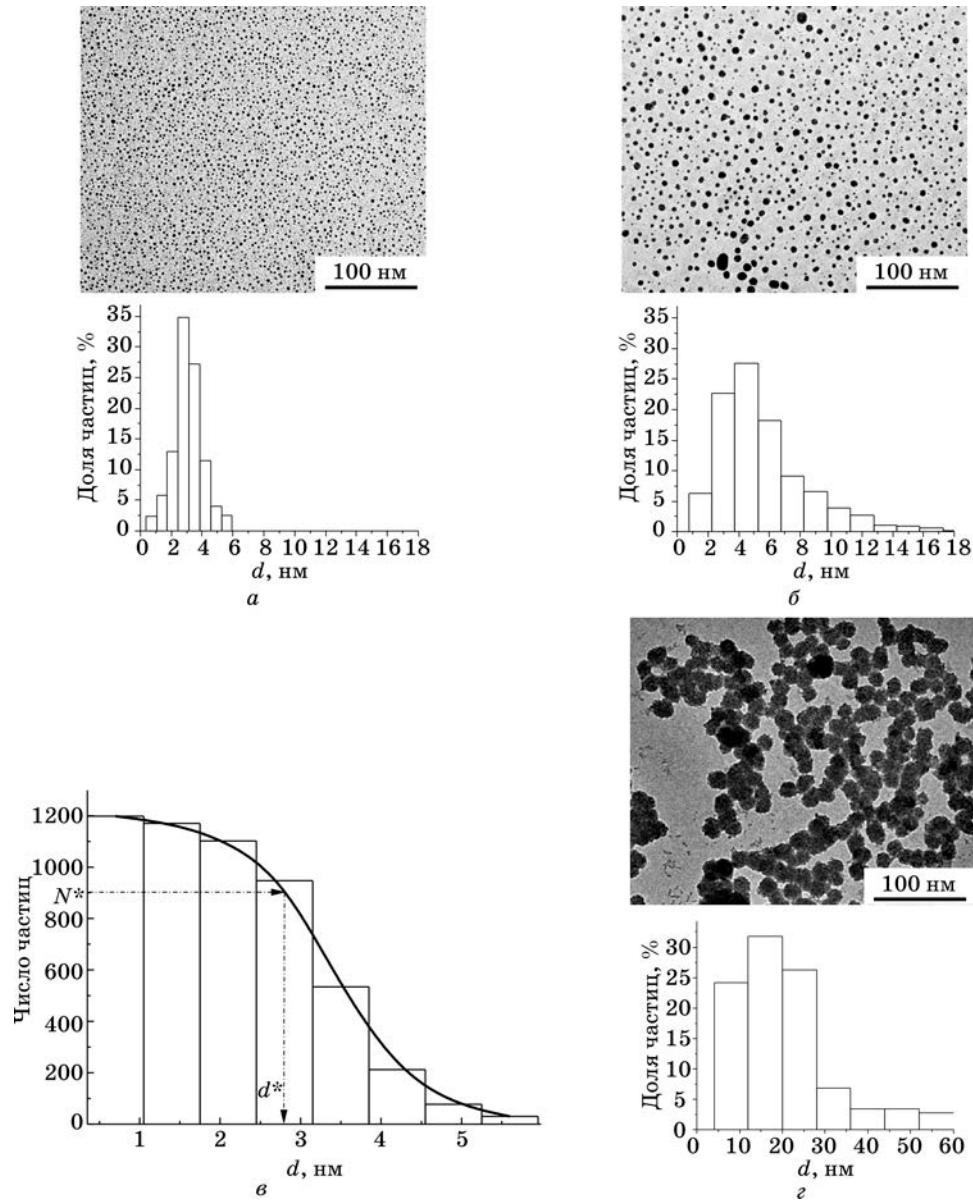 100 нм
100 нм
Доля частиц, %
35
30
25
20
15
10
5
0
0 2 4 6 8 10 12 14 16 18
d, нм
а
Доля частиц, %
35
30
25
20
15
10
5
0
0 2 4 6 8 10 12 14 16 18
d, нм
б
100 нм
Число частиц
1200
1000
N*
800
600
400
200
0
d*
1 2 3 4 5
d, нм
в
Доля частиц, %
30
25
20
15
10
5
0
10 20 30 40 50 60
d, нм
г